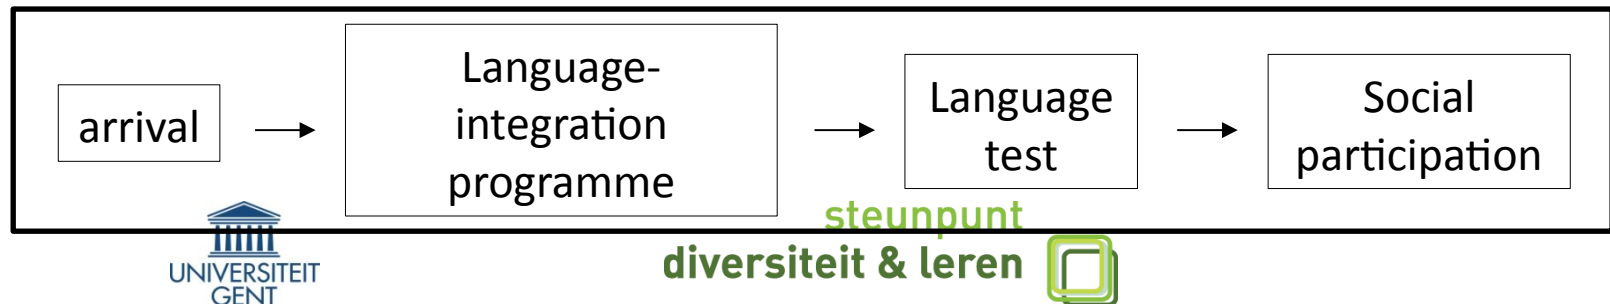 arrival
Language-
integration
programme
Language
test
Social
participation
UNIVERSITEIT
GENT
steunpunt
diversiteit & leren